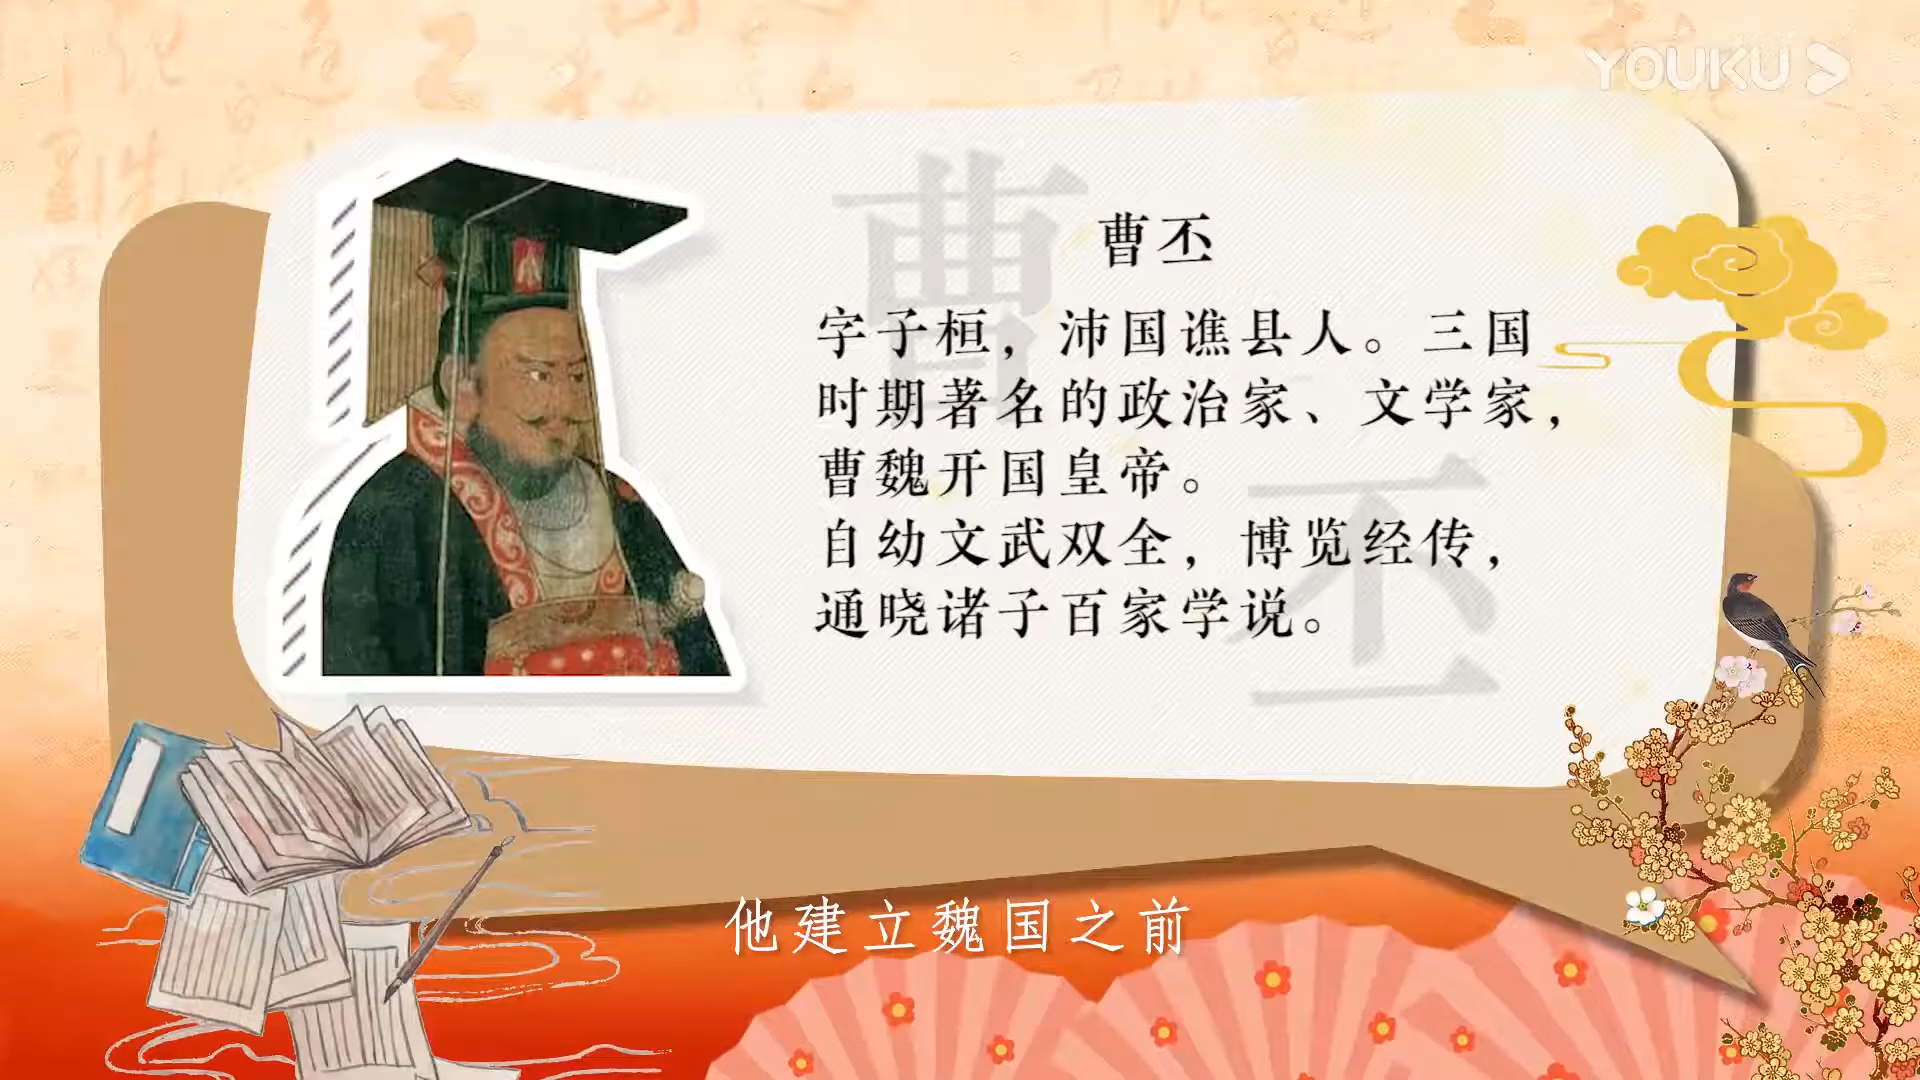 YOUKU
曹丕
曹丕
字子桓，沛国谯县人。三国
时期著名的政治家、文学家，
曹魏开国皇帝。
自幼文武双全，博览经传，
通晓诸子百家学说。
他建立魏国之前